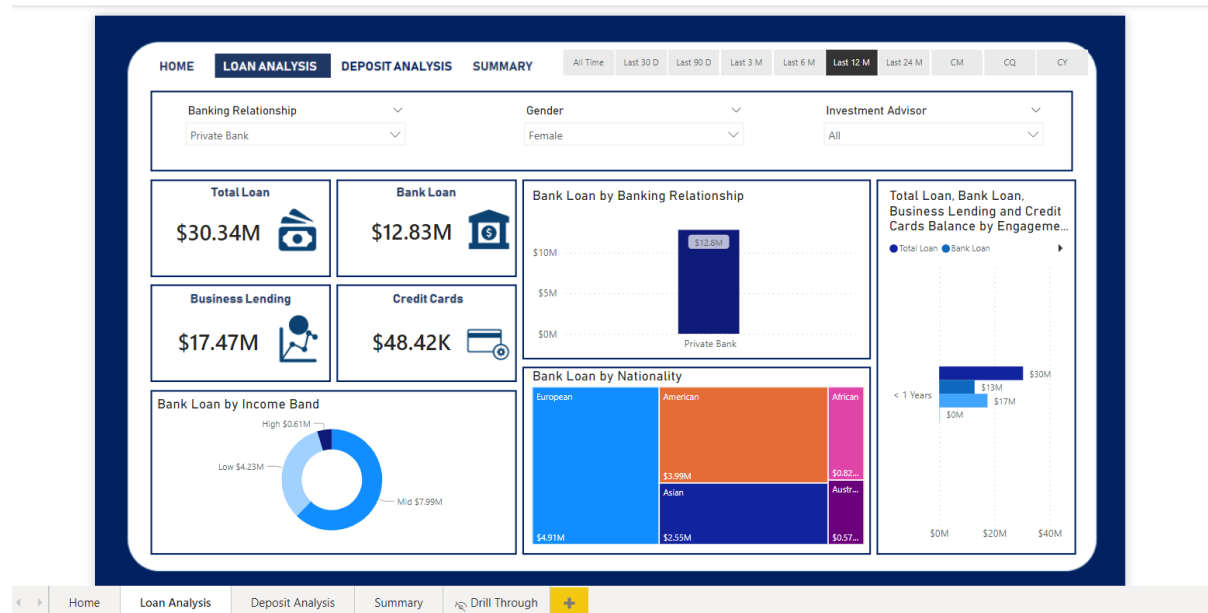 HOME LOAN ANALYSIS DEPOSIT ANALYSIS SUMMARY
All Time Last 30 D Last 90 D Last 3 M Last 6 M Last 12 M Last 24 M CM CQ CY
Banking Relationship
Private Bank
Gender
Female
Investment Advisor
All
Total Loan
$30.34M
Bank Loan
$12.83M
Business Lending
$17.47M
Credit Cards
$48.42K
Bank Loan by Banking Relationship
$12.8M
$10M
$5M
$0M
Private Bank
Total Loan, Bank Loan,
Business Lending and Credit
Cards Balance by Engageme...
Total Loan Bank Loan
< 1 Years
$30M
$13M
$17M
$0M
$0M $20M $40M
Bank Loan by Income Band
High $0.61M
Low $4.23M
Mid $7.99M
Bank Loan by Nationality
European
$4.91M
American
$3.99M
Asian
$2.55M
African
$0.82...
Austr...
$0.57...
Home Loan Analysis Deposit Analysis Summary Drill Through +